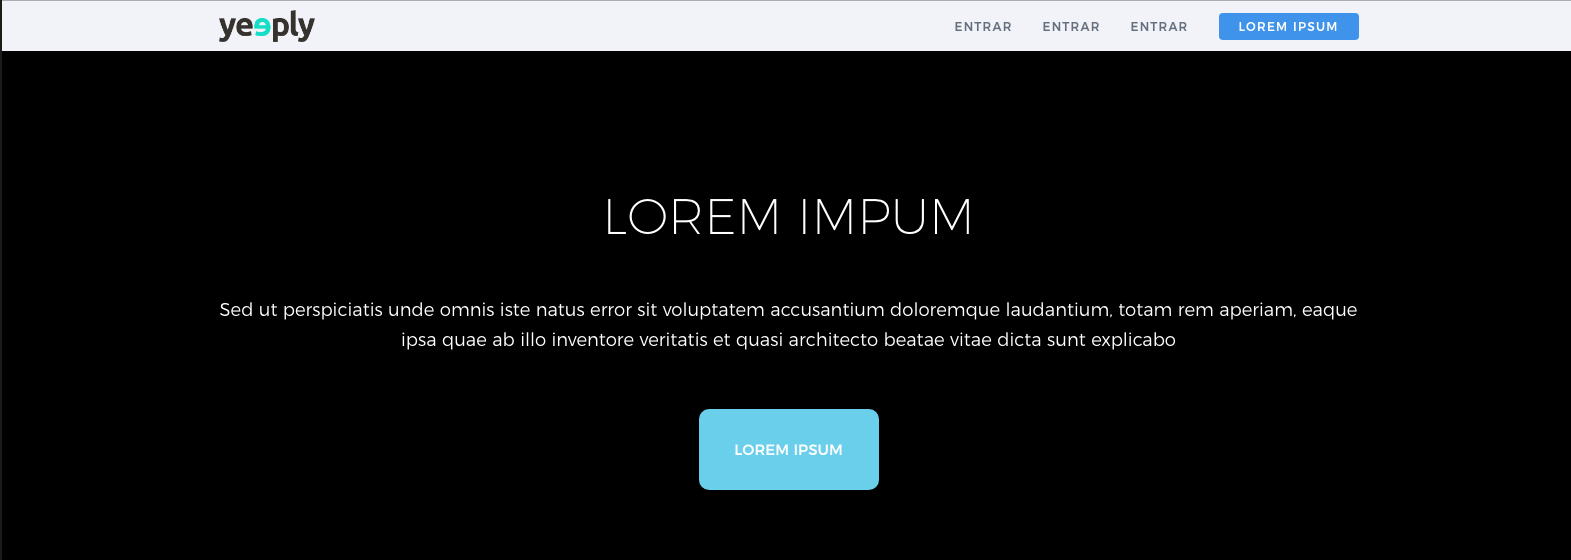 yeeply
ENTRAR ENTRAR ENTRAR LOREM IPSUM
LOREM IMPUM
Sed ut perspiciatis unde omnis iste natus error sit voluptatem accusantium doloremque laudantium, totam rem aperiam, eaque
ipsa quae ab illo inventore veritatis et quasi architecto beatae vitae dicta sunt explicabo
LOREM IPSUM